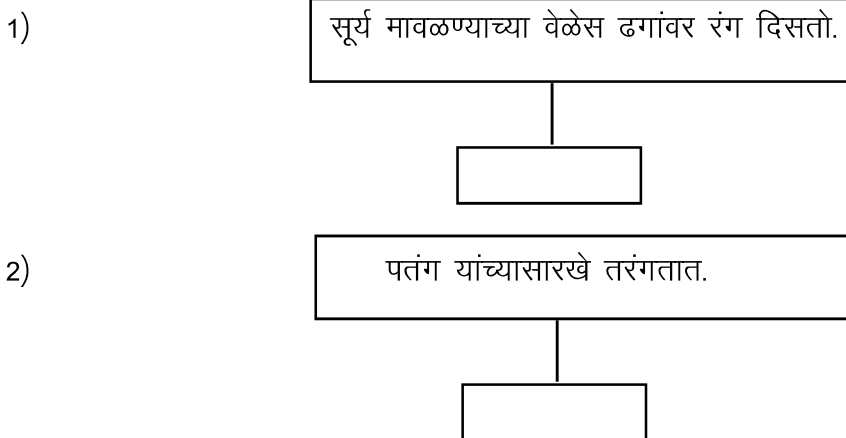 1) सूर्य मावळण्याच्या वेळेस ढगांवर रंग दिसतो.
2) पतंग यांच्यासारखे तरंगतात.